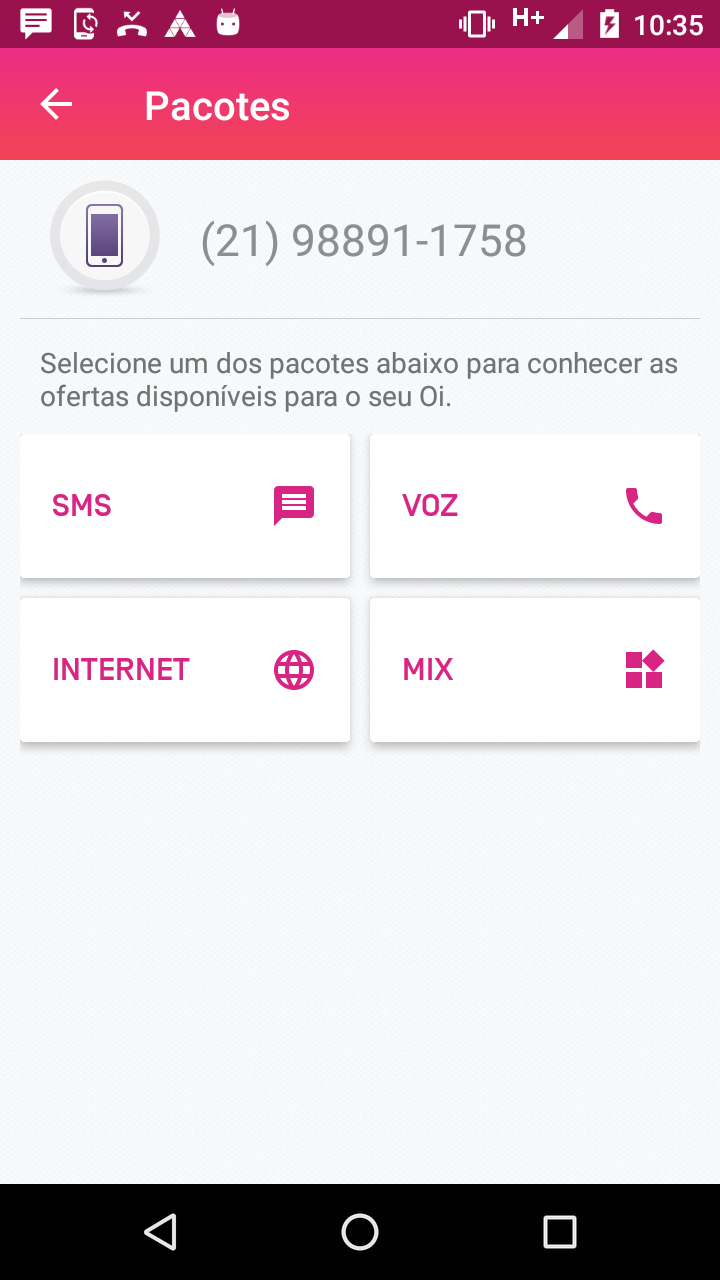 H+ 10:35
Pacotes
(21) 98891-1758
Selecione um dos pacotes abaixo para conhecer as
ofertas disponíveis para o seu Oi.
SMS
VOZ
INTERNET
MIX